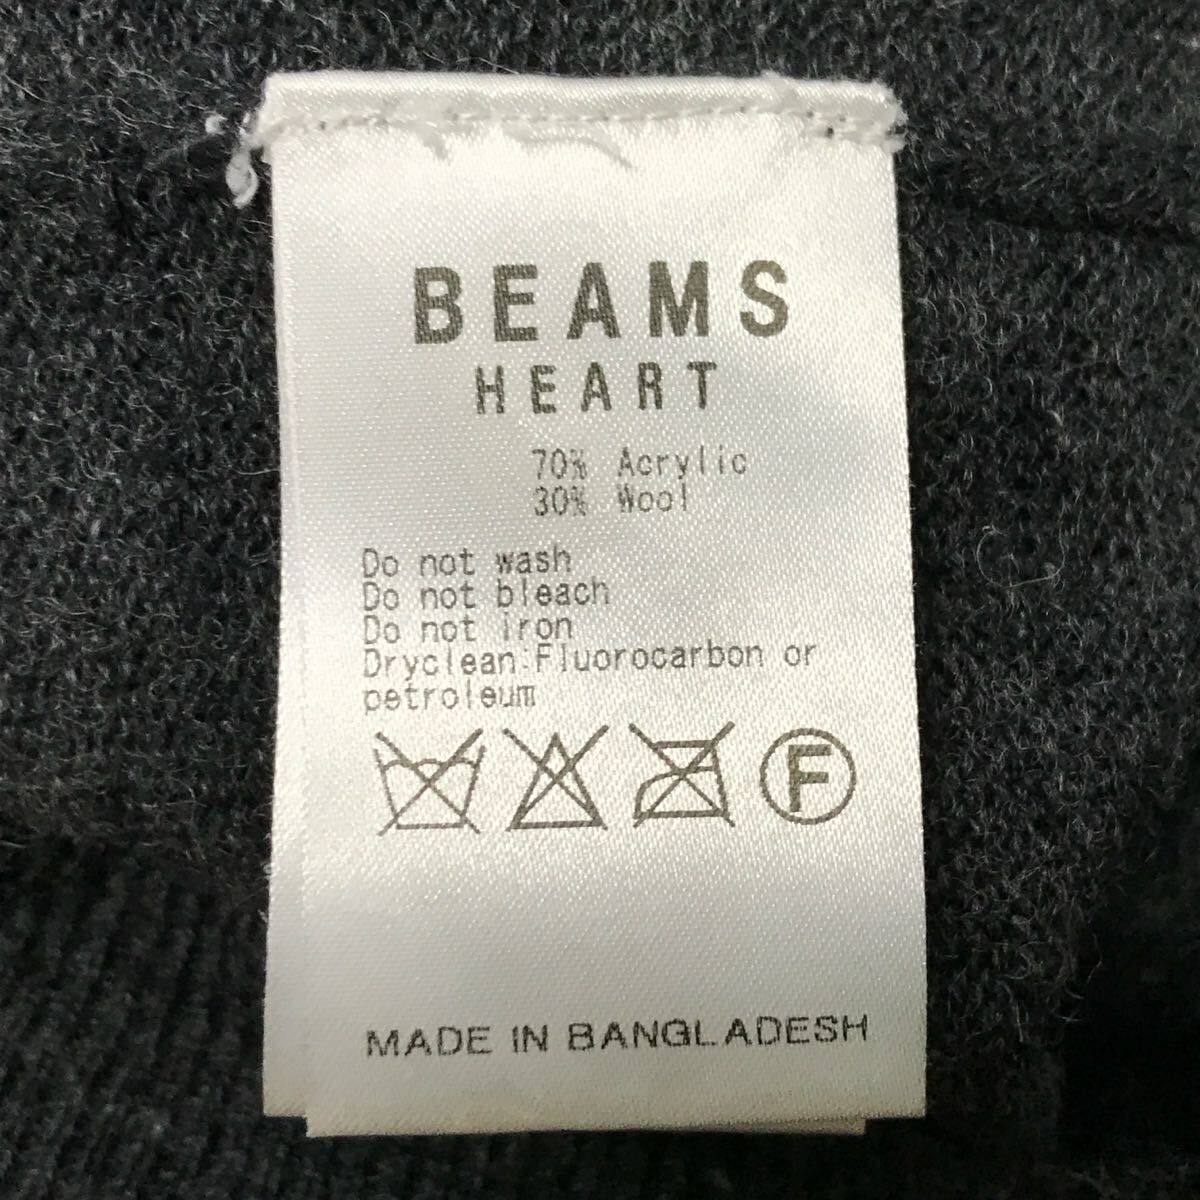 BEAMS
HEART
70% Acrylic
30% Wool
Do not wash
Do not bleach
Do not iron
Dryclean:Fluorocarbon or
petroleum
F
MADE IN BANGLADESH